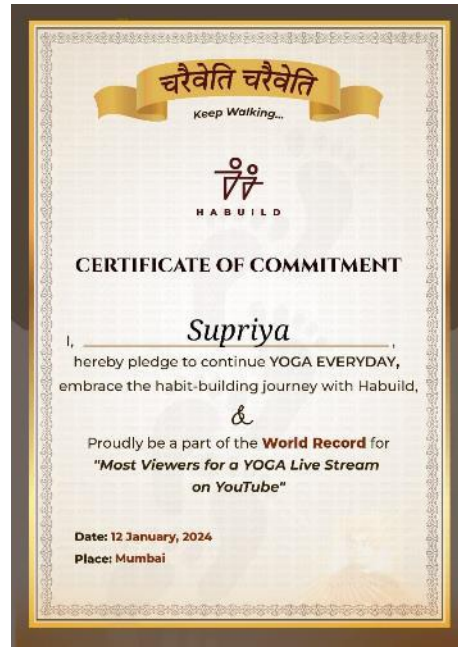 चरैवेति चरैवेति
Keep Walking...
HABUILD
CERTIFICATE OF COMMITMENT
I, Supriya,
hereby pledge to continue YOGA EVERYDAY,
embrace the habit-building journey with Habuild,
&
Proudly be a part of the World Record for
"Most Viewers for a YOGA Live Stream
on YouTube"
Date: 12 January, 2024
Place: Mumbai